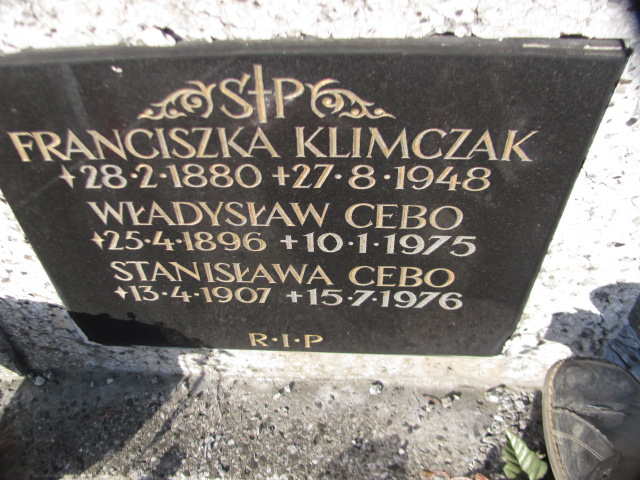 S†P
FRANCISZKA KLIMCZAK
*28·2·1880 +27·8·1948
WŁADYSŁAW CEBO
*25·4·1896 +10·1·1975
STANISŁAWA CEBO
*13·4·1907 +15·7·1976
R·I·P